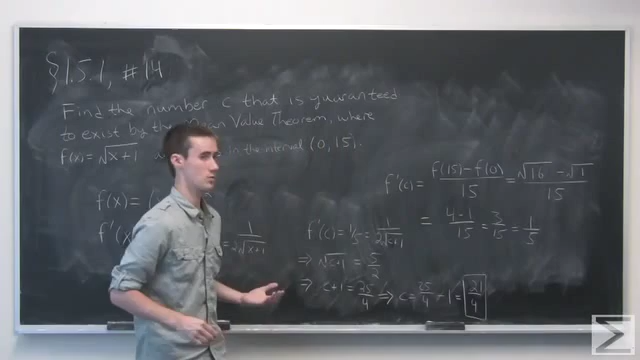 §1.5.1, #14
Find the number c that is guaranteed
to exist by the Mean Value Theorem, where
f(x) = √x+1 in the interval (0, 15).
f(x) = (
f'(x = 1/2√(x+1)
f'(c) = 1/5 = 1/2√(c+1)
⇒ √c+1 = 5/2
⇒ c+1 = 25/4 ⇒ c = 25/4 - 1 = 21/4
f'(c) = f(15) - f(0)/15 = √16 - √1/15
= 4-1/15 = 3/15 = 1/5
Σ